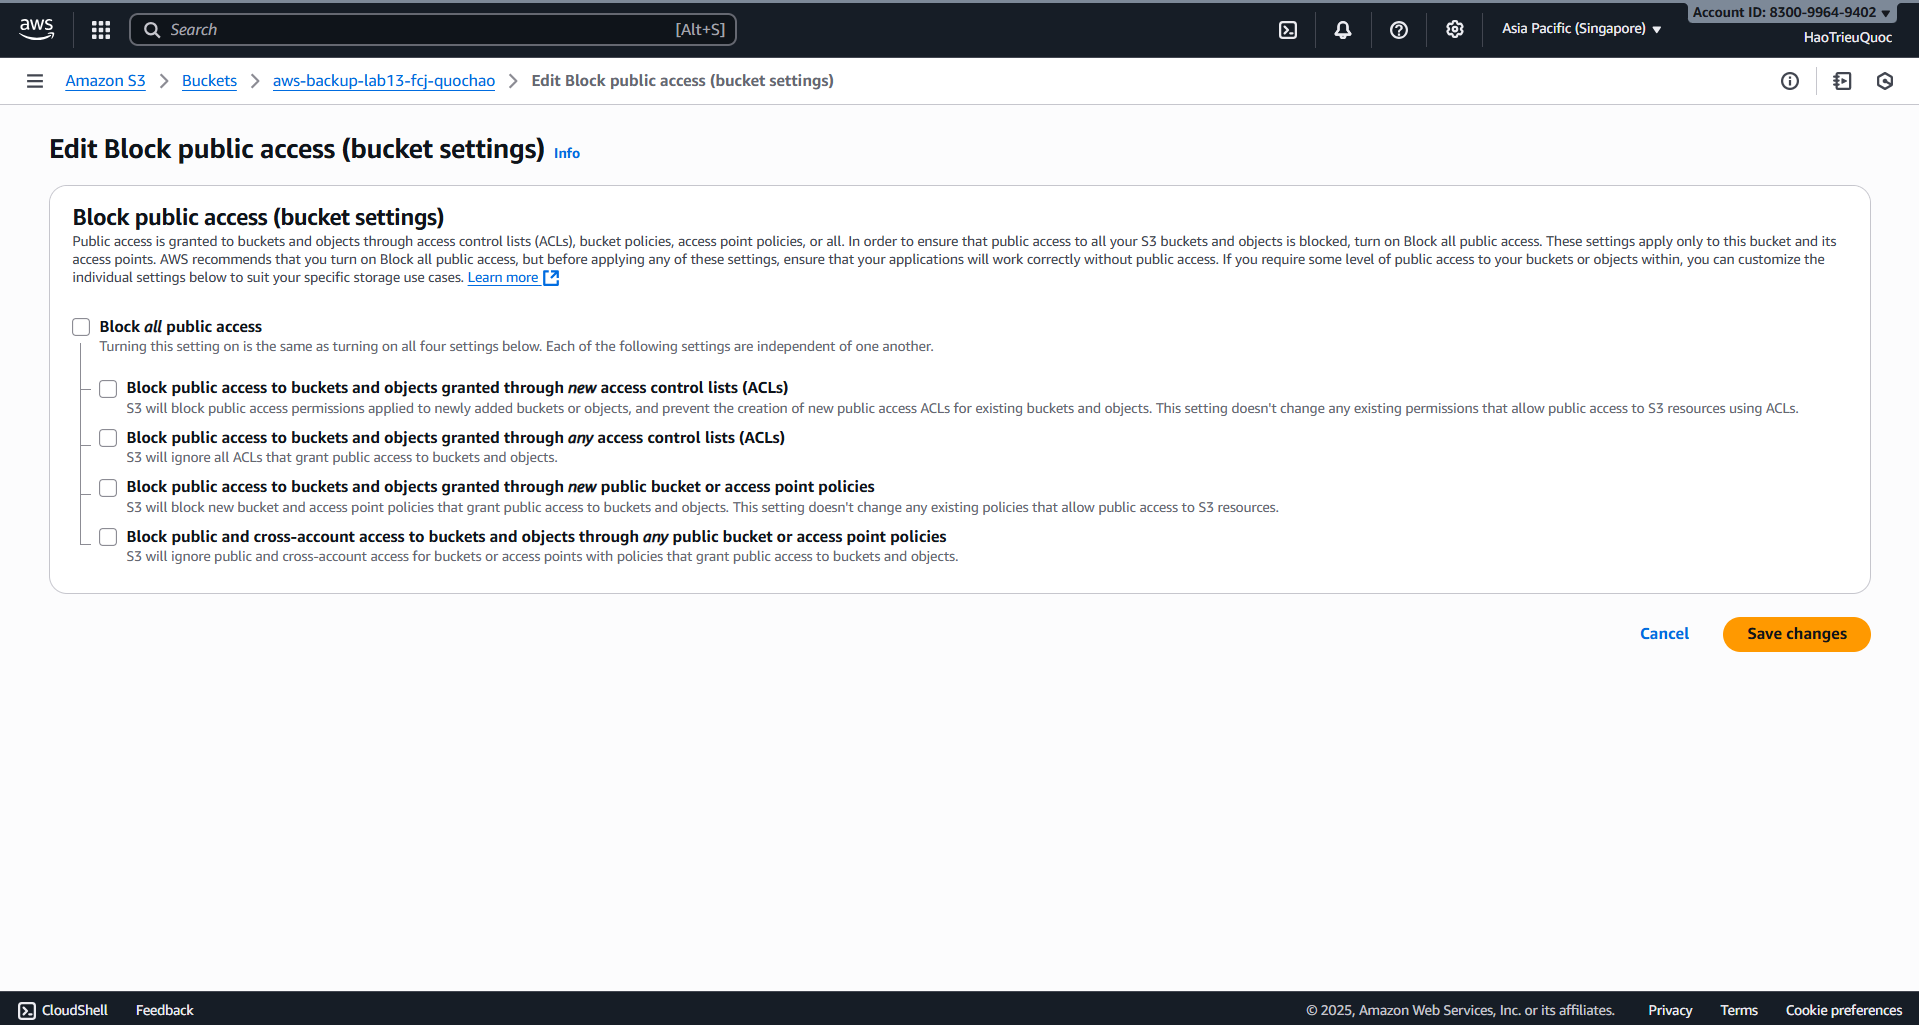 aws
Search
[Alt+S]
Asia Pacific (Singapore)
Account ID: 8300-9964-9402
HaoTrieuQuoc
Amazon S3
Buckets
aws-backup-lab13-fcj-quochao
Edit Block public access (bucket settings)
Edit Block public access (bucket settings) Info
Block public access (bucket settings)
Public access is granted to buckets and objects through access control lists (ACLs), bucket policies, access point policies, or all. In order to ensure that public access to all your S3 buckets and objects is blocked, turn on Block all public access. These settings apply only to this bucket and its
access points. AWS recommends that you turn on Block all public access, but before applying any of these settings, ensure that your applications will work correctly without public access. If you require some level of public access to your buckets or objects within, you can customize the
individual settings below to suit your specific storage use cases. Learn more
Block all public access
Turning this setting on is the same as turning on all four settings below. Each of the following settings are independent of one another.
Block public access to buckets and objects granted through new access control lists (ACLs)
S3 will block public access permissions applied to newly added buckets or objects, and prevent the creation of new public access ACLs for existing buckets and objects. This setting doesn't change any existing permissions that allow public access to S3 resources using ACLs.
Block public access to buckets and objects granted through any access control lists (ACLs)
S3 will ignore all ACLs that grant public access to buckets and objects.
Block public access to buckets and objects granted through new public bucket or access point policies
S3 will block new bucket and access point policies that grant public access to buckets and objects. This setting doesn't change any existing policies that allow public access to S3 resources.
Block public and cross-account access to buckets and objects through any public bucket or access point policies
S3 will ignore public and cross-account access for buckets or access points with policies that grant public access to buckets and objects.
Cancel
Save changes
CloudShell
Feedback
© 2025, Amazon Web Services, Inc. or its affiliates.
Privacy
Terms
Cookie preferences